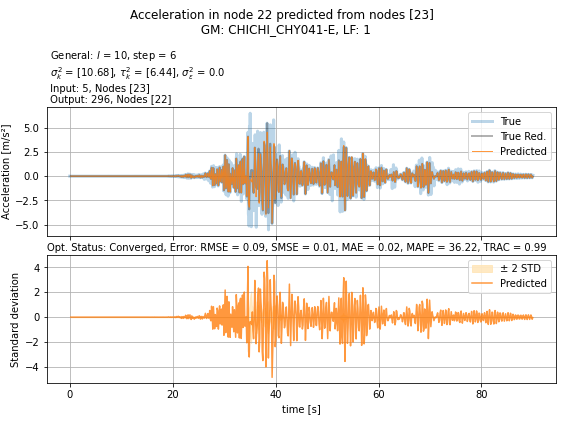 Acceleration in node 22 predicted from nodes [23]
GM: CHICHI_CHY041-E, LF: 1
General: l = 10, step = 6
σ²ₖ = [10.68], τ²ₖ = [6.44], σ²_ε = 0.0
Input: 5, Nodes [23]
Output: 296, Nodes [22]
Acceleration [m/s²]
5.0
2.5
0.0
−2.5
−5.0
True
True Red.
Predicted
Opt. Status: Converged, Error: RMSE = 0.09, SMSE = 0.01, MAE = 0.02, MAPE = 36.22, TRAC = 0.99
Standard deviation
4
2
0
−2
−4
± 2 STD
Predicted
0 20 40 60 80
time [s]